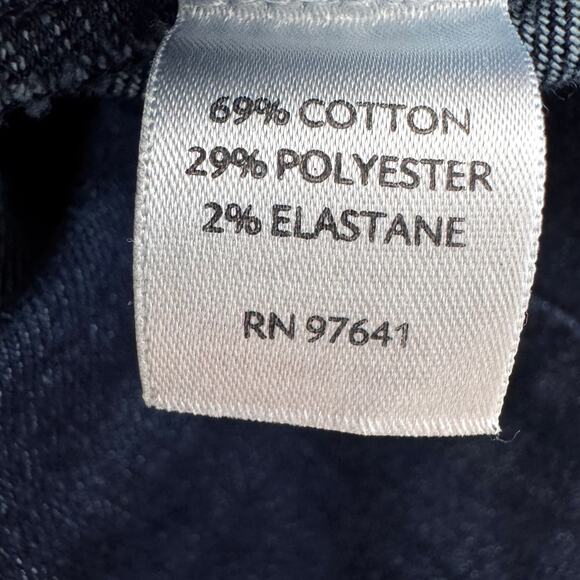 69% COTTON
29% POLYESTER
2% ELASTANE
RN 97641